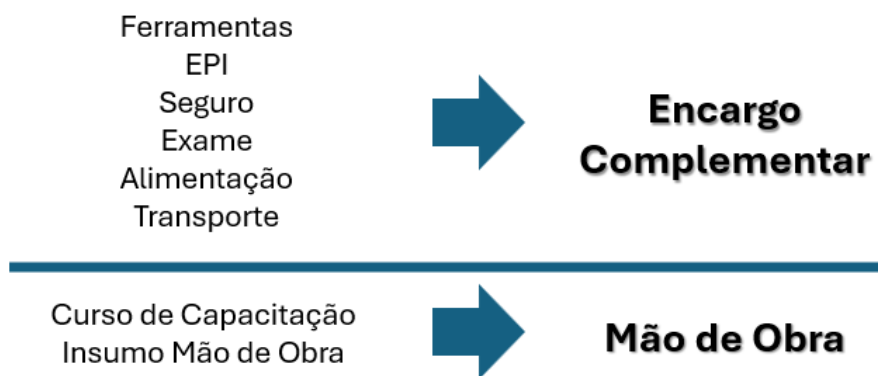 Ferramentas
EPI
Seguro
Exame
Alimentação
Transporte
Encargo
Complementar
Curso de Capacitação
Insumo Mão de Obra
Mão de Obra